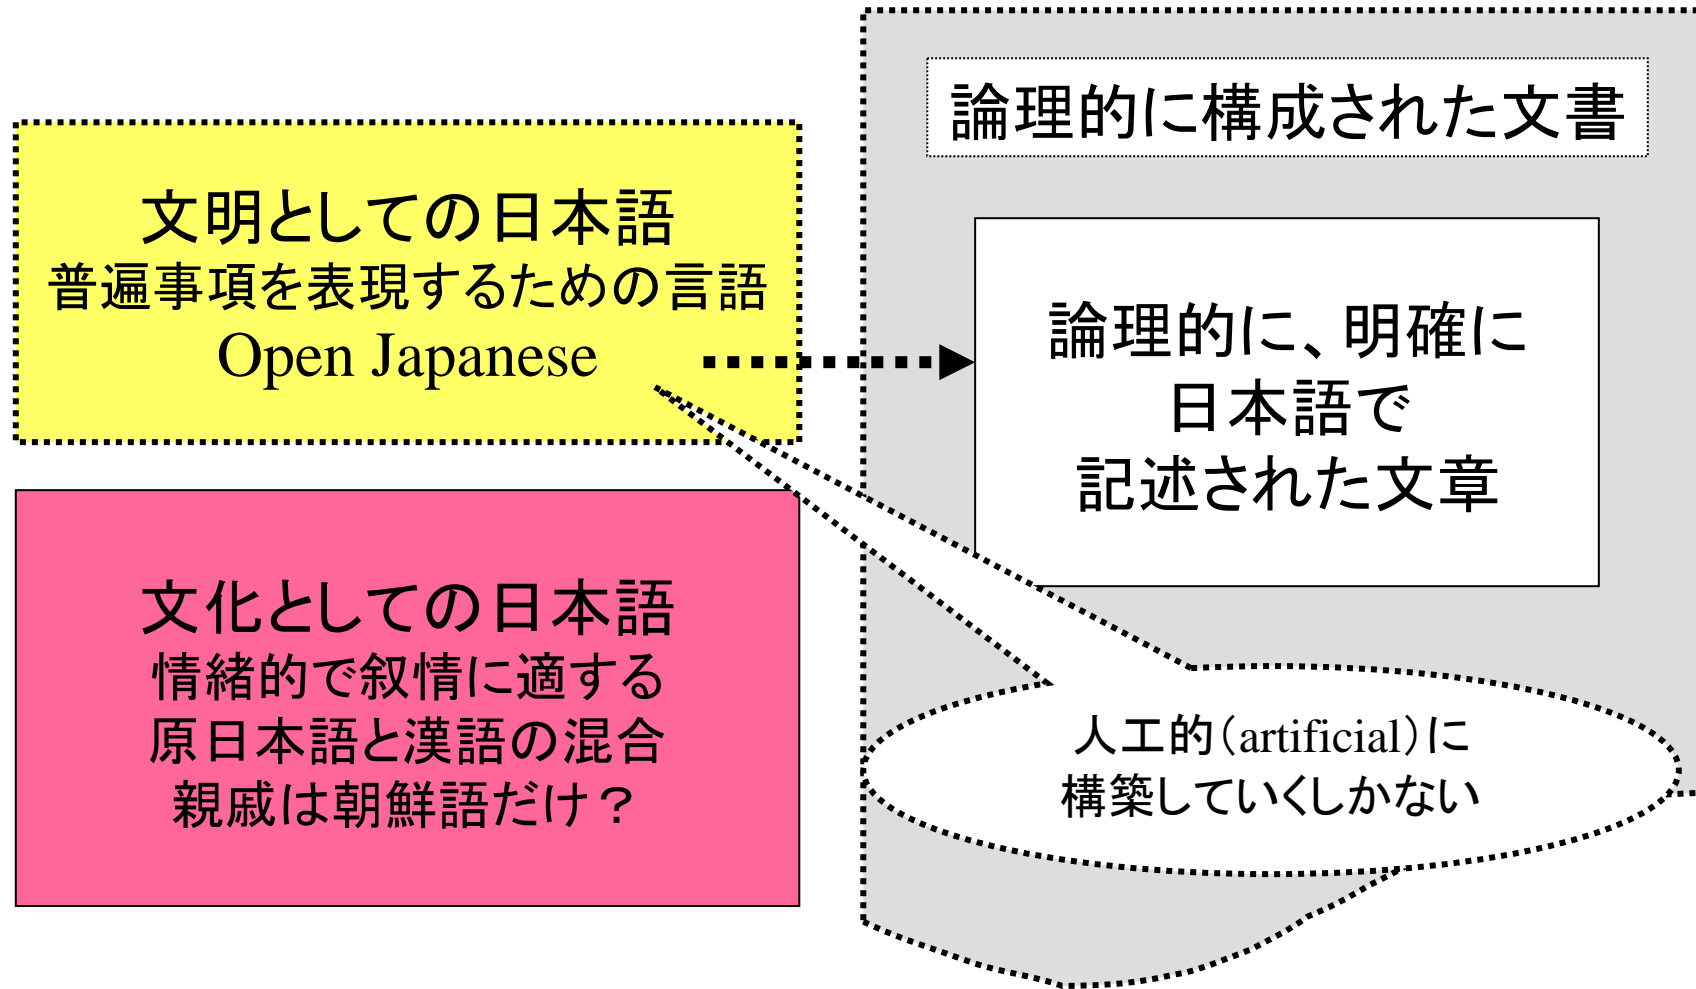 文明としての日本語
普遍事項を表現するための言語
Open Japanese
文化としての日本語
情緒的で叙情に適する
原日本語と漢語の混合
親戚は朝鮮語だけ？
論理的に構成された文書
論理的に、明確に
日本語で
記述された文章
人工的（artificial）に
構築していくしかない